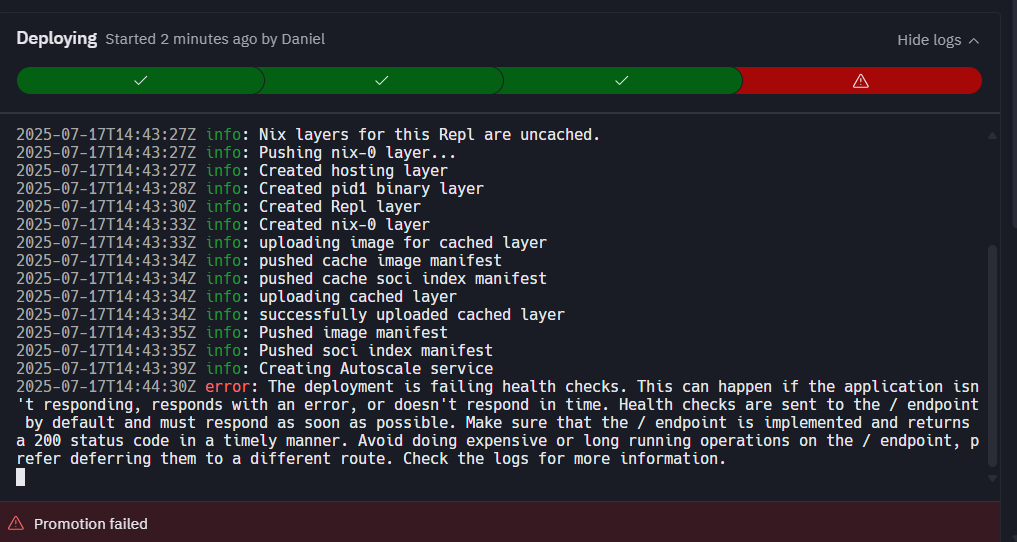 Deploying Started 2 minutes ago by Daniel
Hide logs
2025-07-17T14:43:27Z info: Nix layers for this Repl are uncached.
2025-07-17T14:43:27Z info: Pushing nix-0 layer...
2025-07-17T14:43:27Z info: Created hosting layer
2025-07-17T14:43:28Z info: Created pid1 binary layer
2025-07-17T14:43:30Z info: Created Repl layer
2025-07-17T14:43:33Z info: Created nix-0 layer
2025-07-17T14:43:33Z info: uploading image for cached layer
2025-07-17T14:43:34Z info: pushed cache image manifest
2025-07-17T14:43:34Z info: pushed cache soci index manifest
2025-07-17T14:43:34Z info: uploading cached layer
2025-07-17T14:43:34Z info: successfully uploaded cached layer
2025-07-17T14:43:35Z info: Pushed image manifest
2025-07-17T14:43:35Z info: Pushed soci index manifest
2025-07-17T14:43:39Z info: Creating Autoscale service
2025-07-17T14:44:30Z error: The deployment is failing health checks. This can happen if the application isn
't responding, responds with an error, or doesn't respond in time. Health checks are sent to the / endpoint
by default and must respond as soon as possible. Make sure that the / endpoint is implemented and returns
a 200 status code in a timely manner. Avoid doing expensive or long running operations on the / endpoint, p
refer deferring them to a different route. Check the logs for more information.
Promotion failed